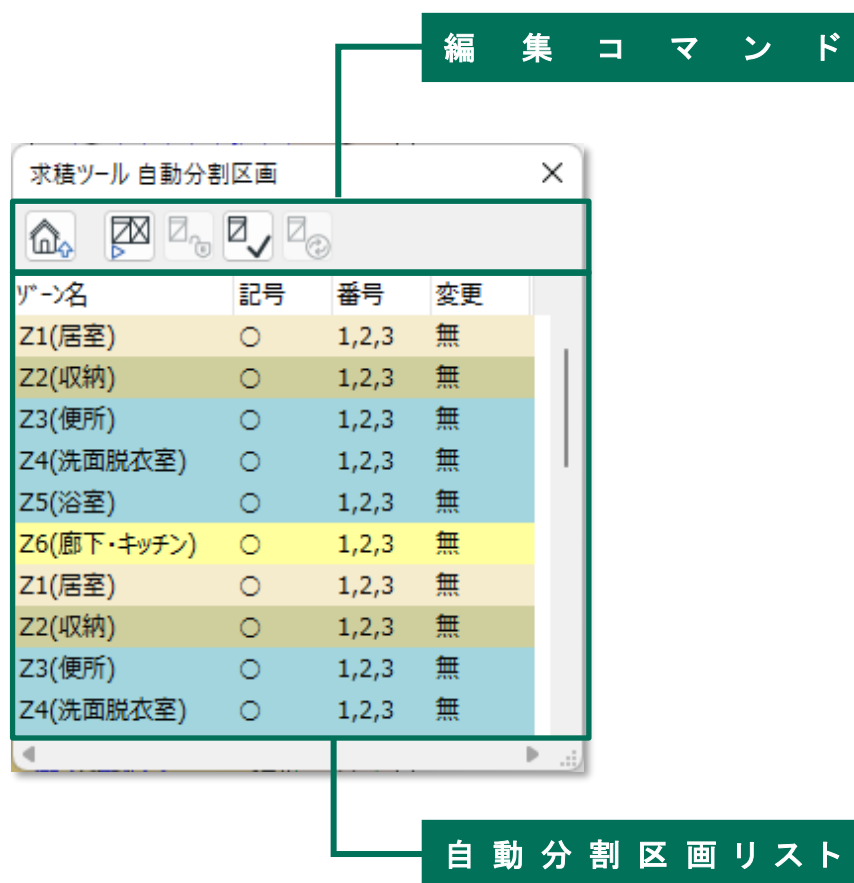 編集コマンド
求積ツール 自動分割区画
ｿﾞｰﾝ名 記号 番号 変更
Z1(居室) ○ 1,2,3 無
Z2(収納) ○ 1,2,3 無
Z3(便所) ○ 1,2,3 無
Z4(洗面脱衣室) ○ 1,2,3 無
Z5(浴室) ○ 1,2,3 無
Z6(廊下・キッチン) ○ 1,2,3 無
Z1(居室) ○ 1,2,3 無
Z2(収納) ○ 1,2,3 無
Z3(便所) ○ 1,2,3 無
Z4(洗面脱衣室) ○ 1,2,3 無
自動分割区画リスト